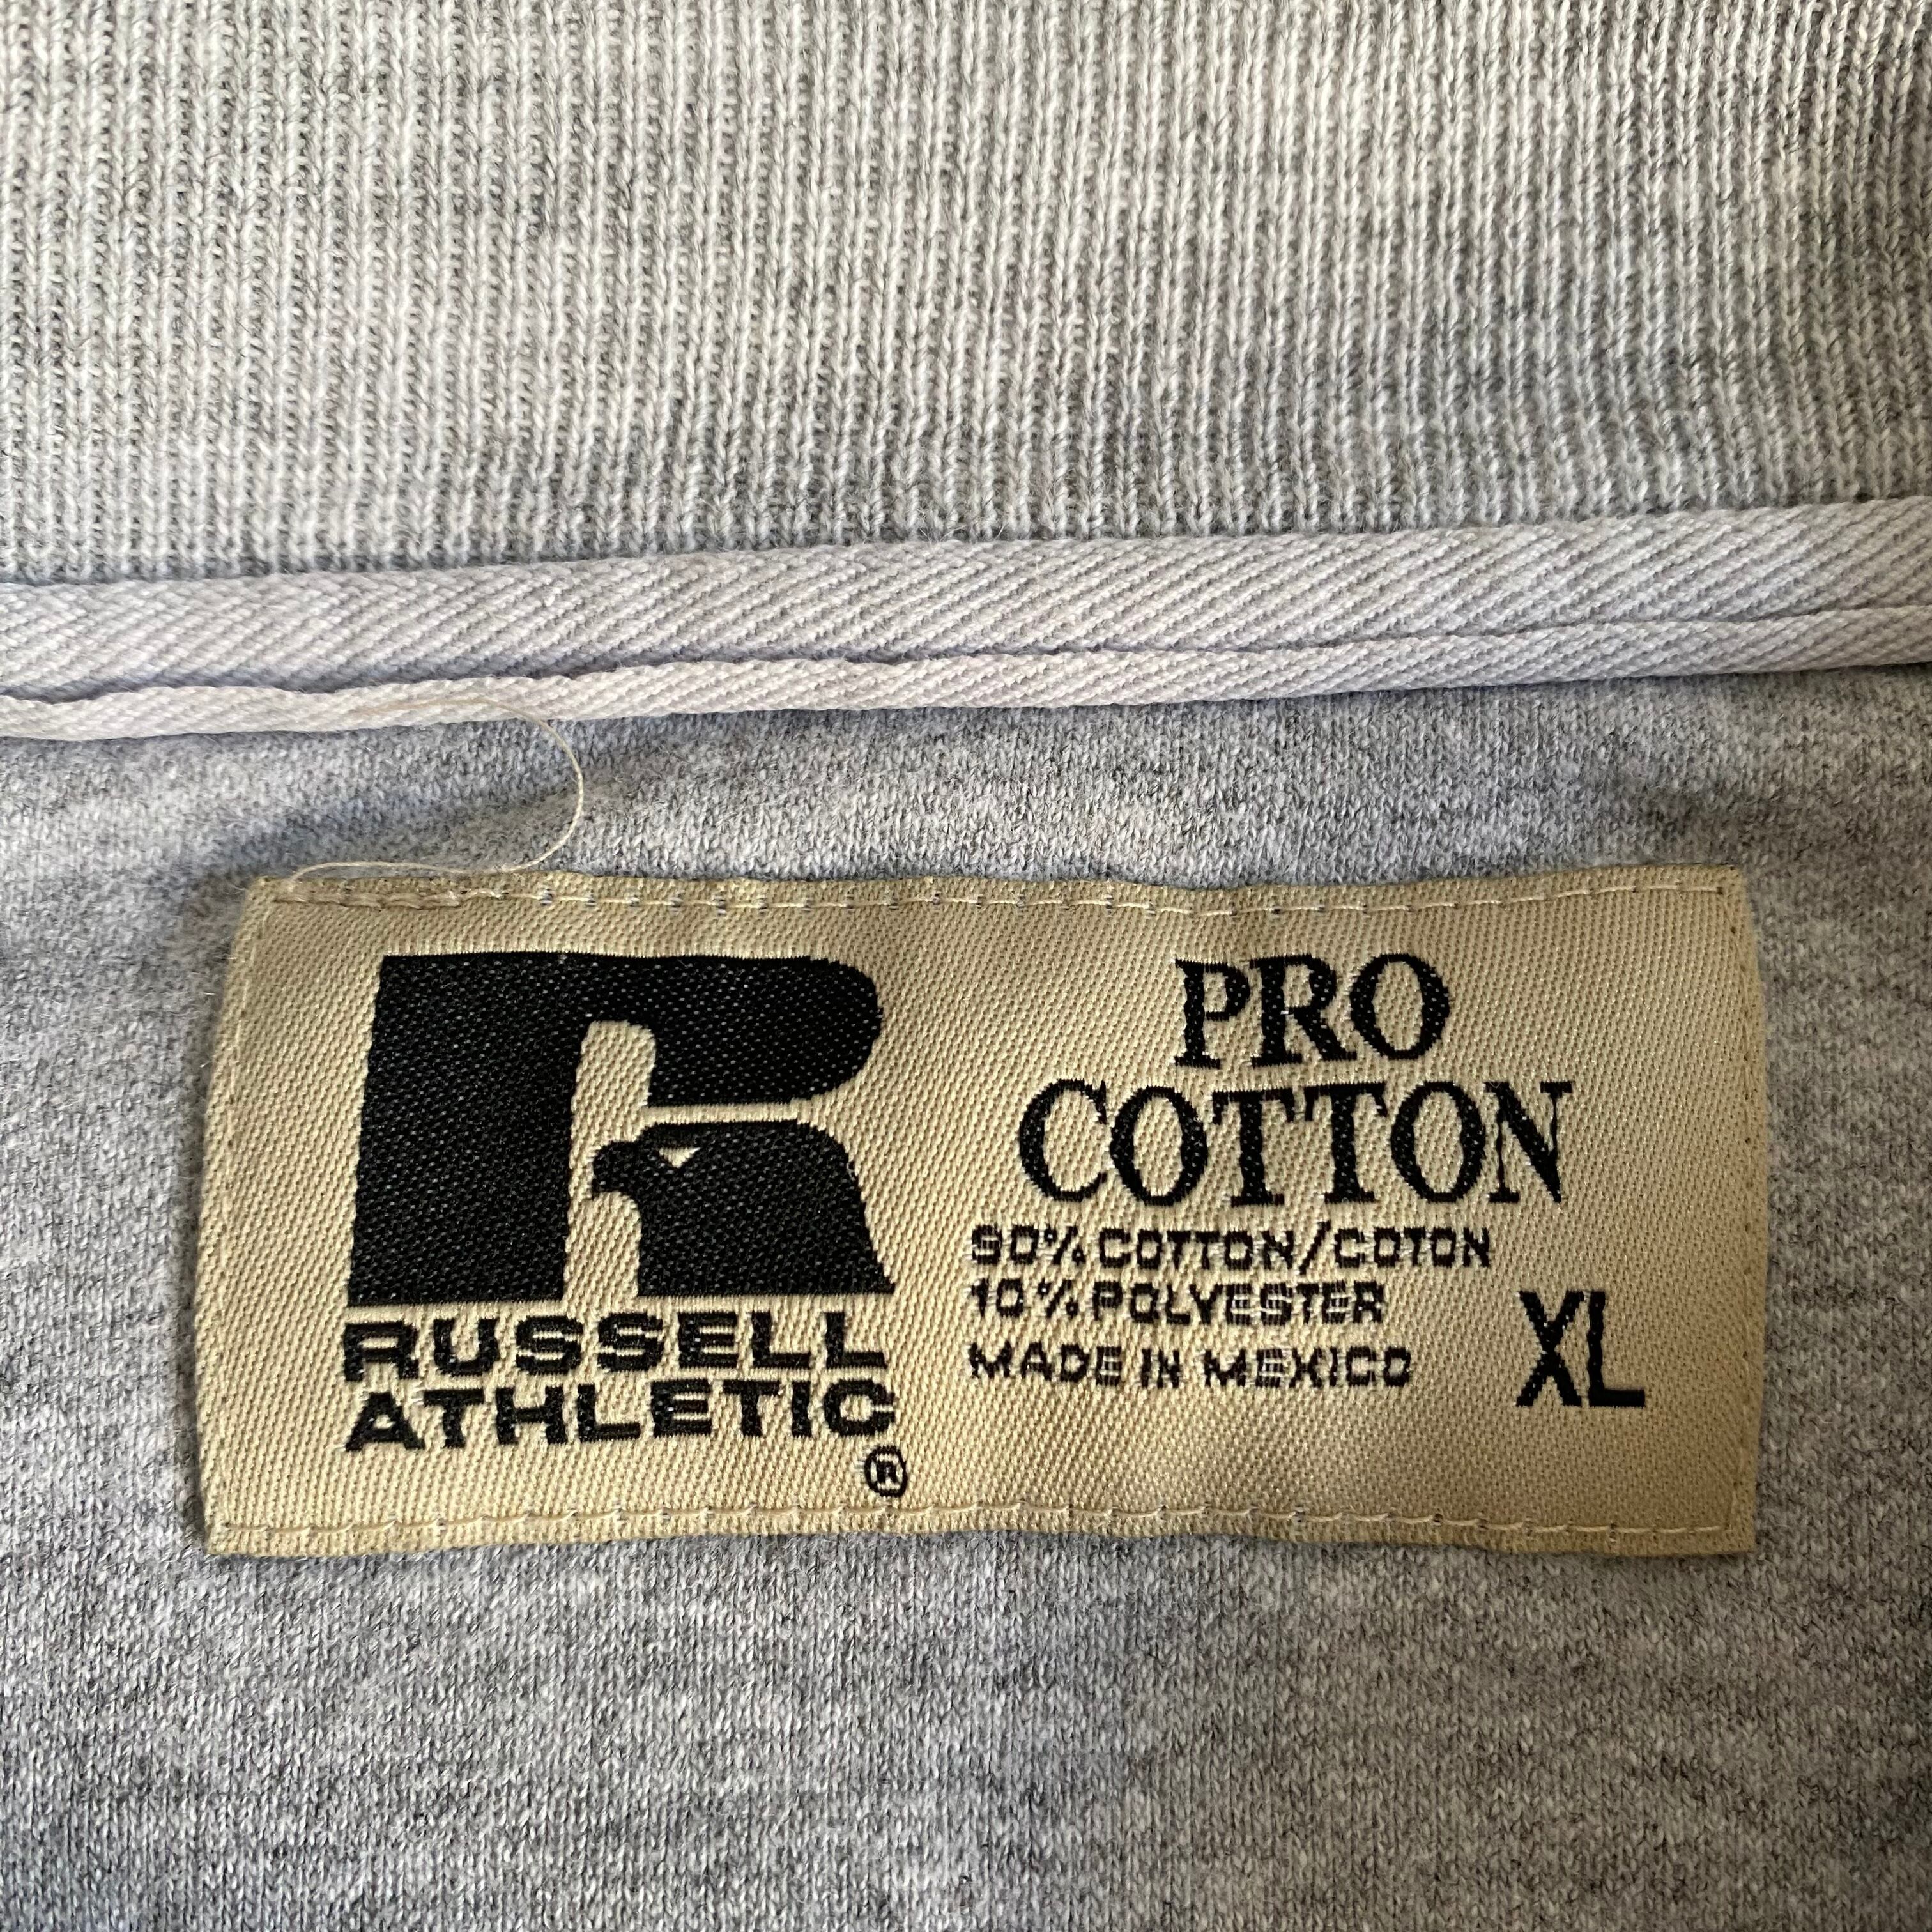 RUSSELL
ATHLETIC
®
PRO
COTTON
90% COTTON/COTON
10% POLYESTER
MADE IN MEXICO
XL